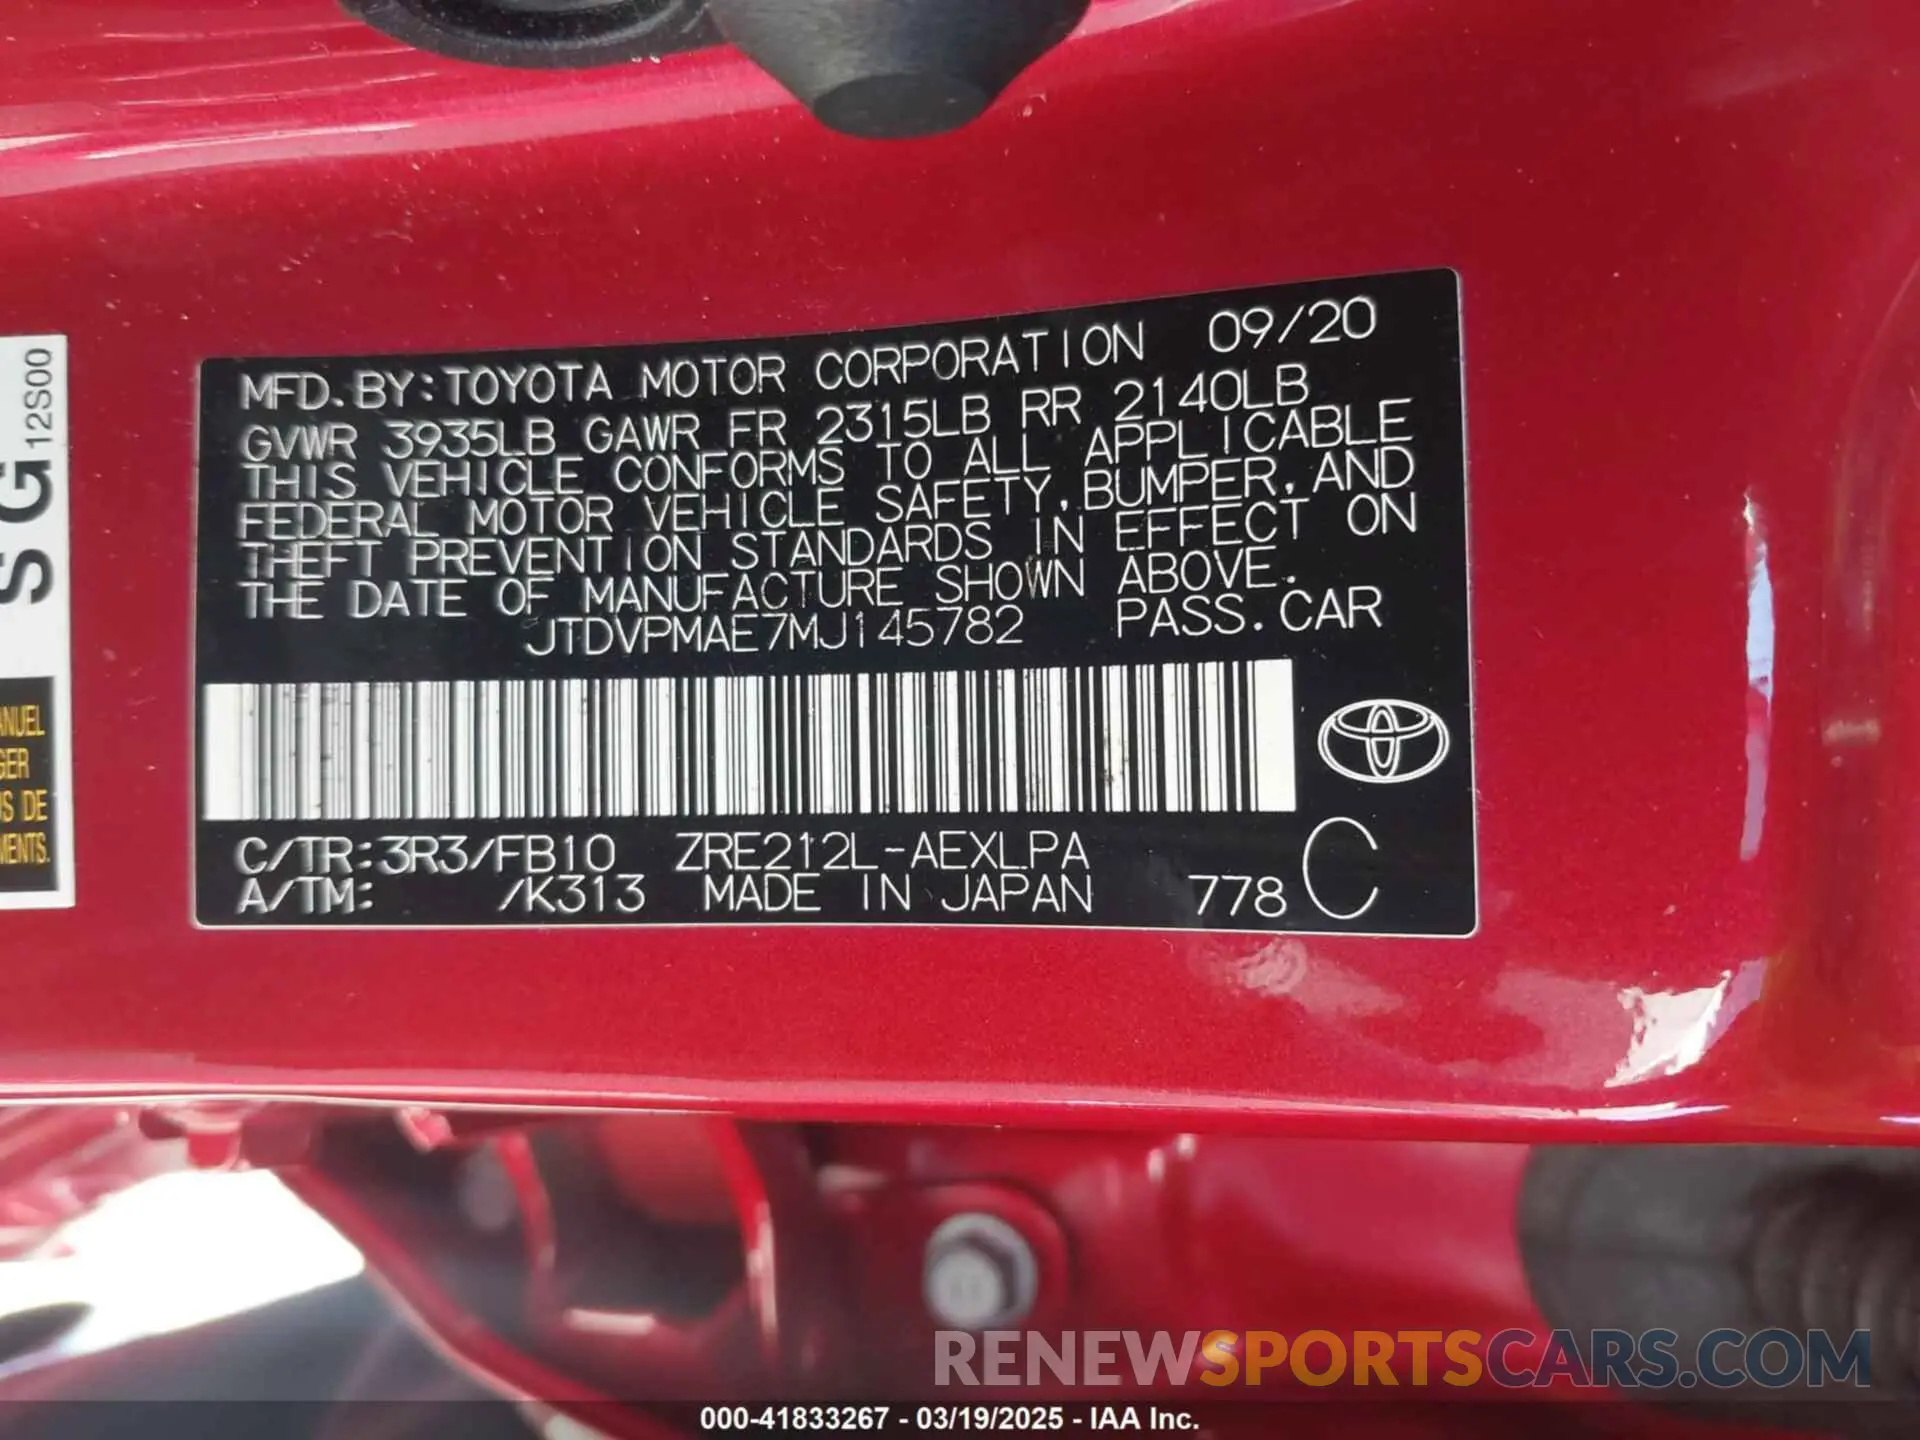 MFD. BY: TOYOTA MOTOR CORPORATION 09/20
GVWR 3935LB GAWR FR 2315LB RR 2140LB
THIS VEHICLE CONFORMS TO ALL APPLICABLE
FEDERAL MOTOR VEHICLE SAFETY, BUMPER, AND
THEFT PREVENTION STANDARDS IN EFFECT ON
THE DATE OF MANUFACTURE SHOWN ABOVE.
JTDVPMAE7MJ145782 PASS. CAR
C/TR:3R3/FB10 ZRE212L-AEXLPA
A/TM: /K313 MADE IN JAPAN 778 C
SG 12S00
US DE
RENEWSPORTSCARS.COM
000-41833267 - 03/19/2025 - IAA Inc.